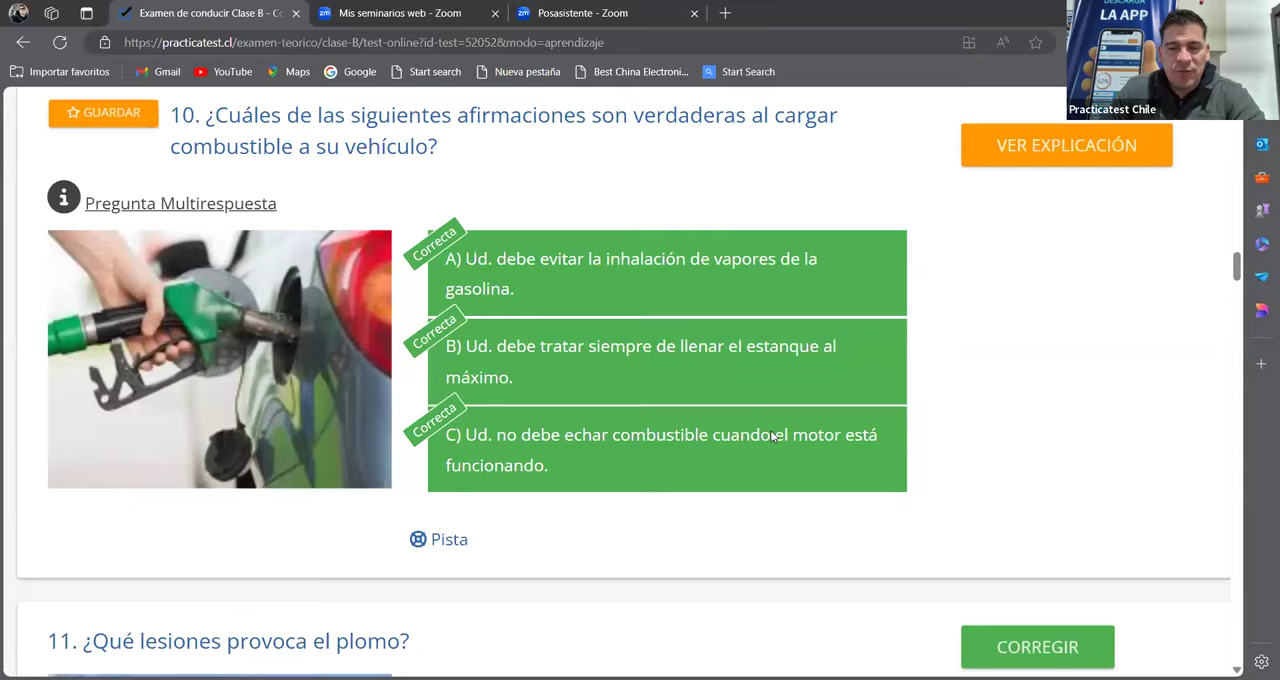 Examen de conducir Clase B - Co
Mis seminarios web - Zoom
Posasistente - Zoom
https://practicatest.cl/examen-teorico/clase-B/test-online?id-test=52052&modo=aprendizaje
Importar favoritos
Gmail
YouTube
Maps
Google
Start search
Nueva pestaña
Best China Electroni...
Start Search
DESCARGA
LA APP
Practicatest Chile
GUARDAR
10. ¿Cuáles de las siguientes afirmaciones son verdaderas al cargar
combustible a su vehículo?
VER EXPLICACIÓN
Pregunta Multirespuesta
Correcta
A) Ud. debe evitar la inhalación de vapores de la
gasolina.
Correcta
B) Ud. debe tratar siempre de llenar el estanque al
máximo.
Correcta
C) Ud. no debe echar combustible cuando el motor está
funcionando.
Pista
11. ¿Qué lesiones provoca el plomo?
CORREGIR